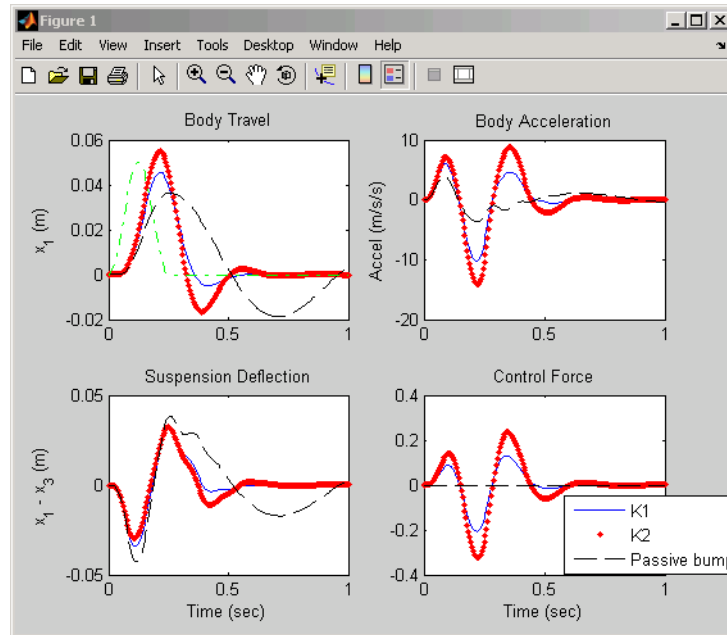 Figure 1
File Edit View Insert Tools Desktop Window Help
Body Travel
0.06
0.04
0.02
0
-0.02
x1 (m)
0 0.5 1
Body Acceleration
10
0
-10
-20
Accel (m/s/s)
0 0.5 1
Suspension Deflection
0.05
0
-0.05
x1 - x3 (m)
0 0.5 1
Time (sec)
Control Force
0.4
0.2
0
-0.2
-0.4
0 0.5 1
Time (sec)
K1
K2
Passive bump